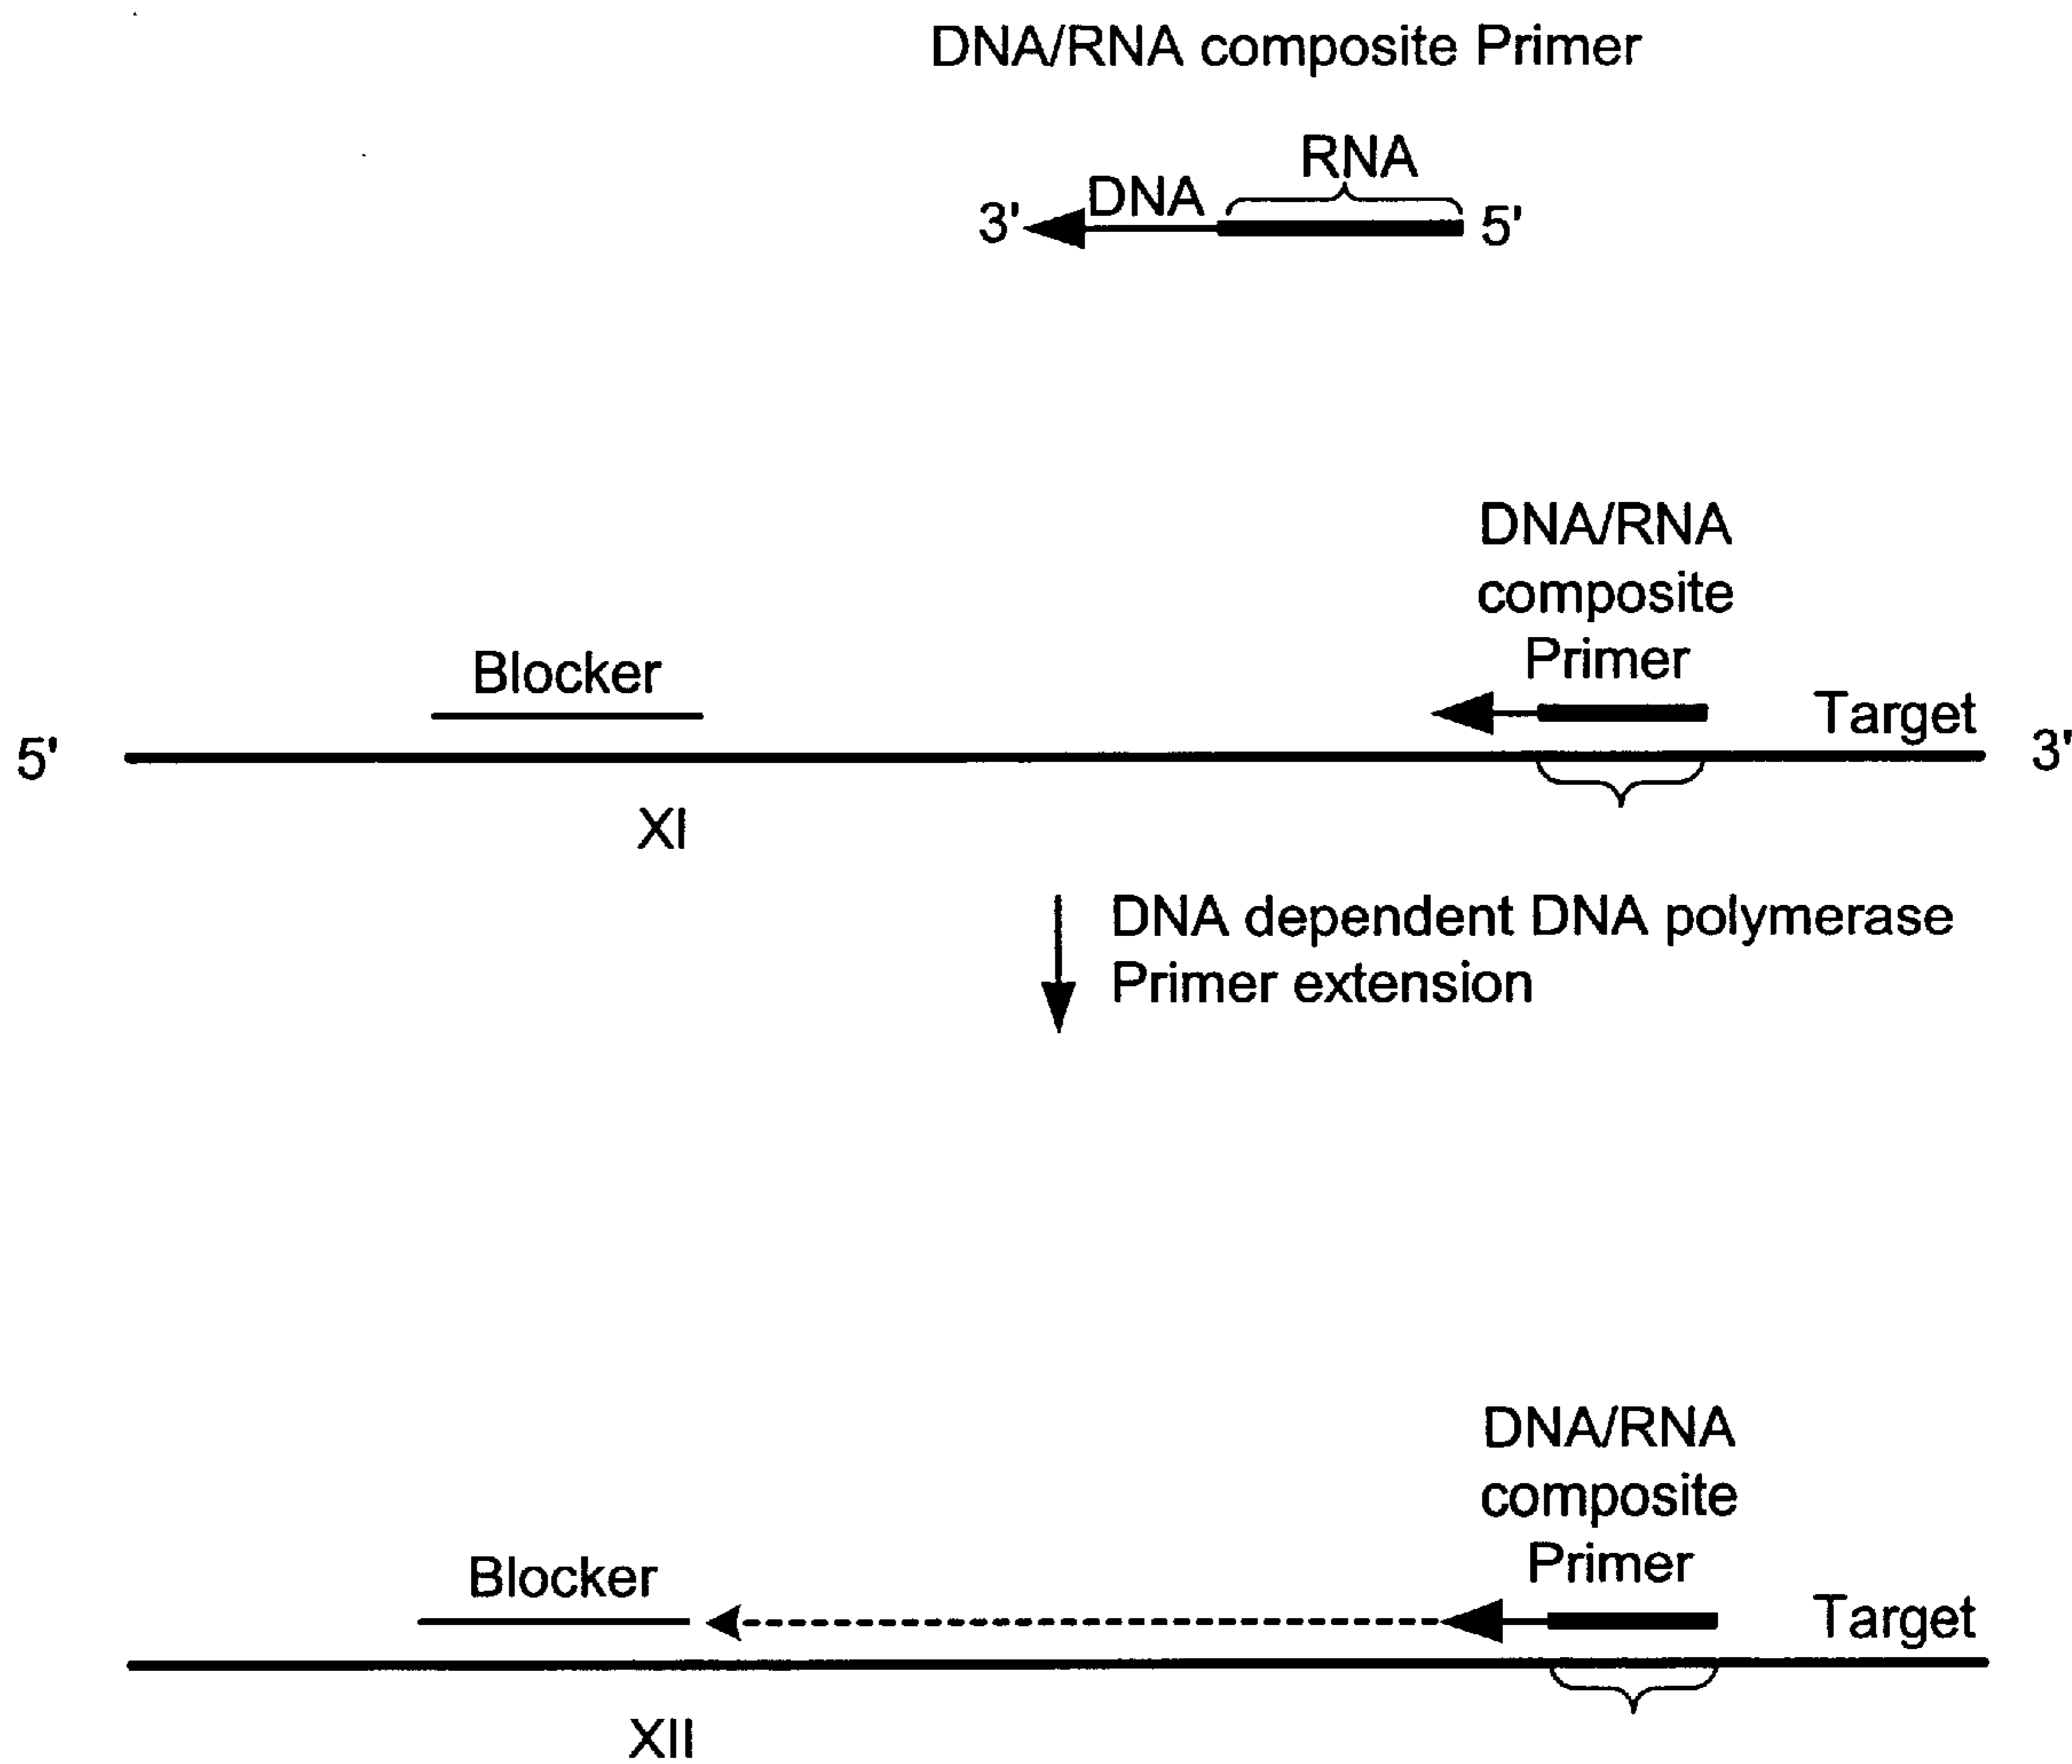 DNA/RNA composite Primer
RNA
DNA
3' 5'
DNA/RNA
composite
Primer
Blocker
Target
5' 3'
XI
DNA dependent DNA polymerase
Primer extension
DNA/RNA
composite
Primer
Blocker
Target
XII